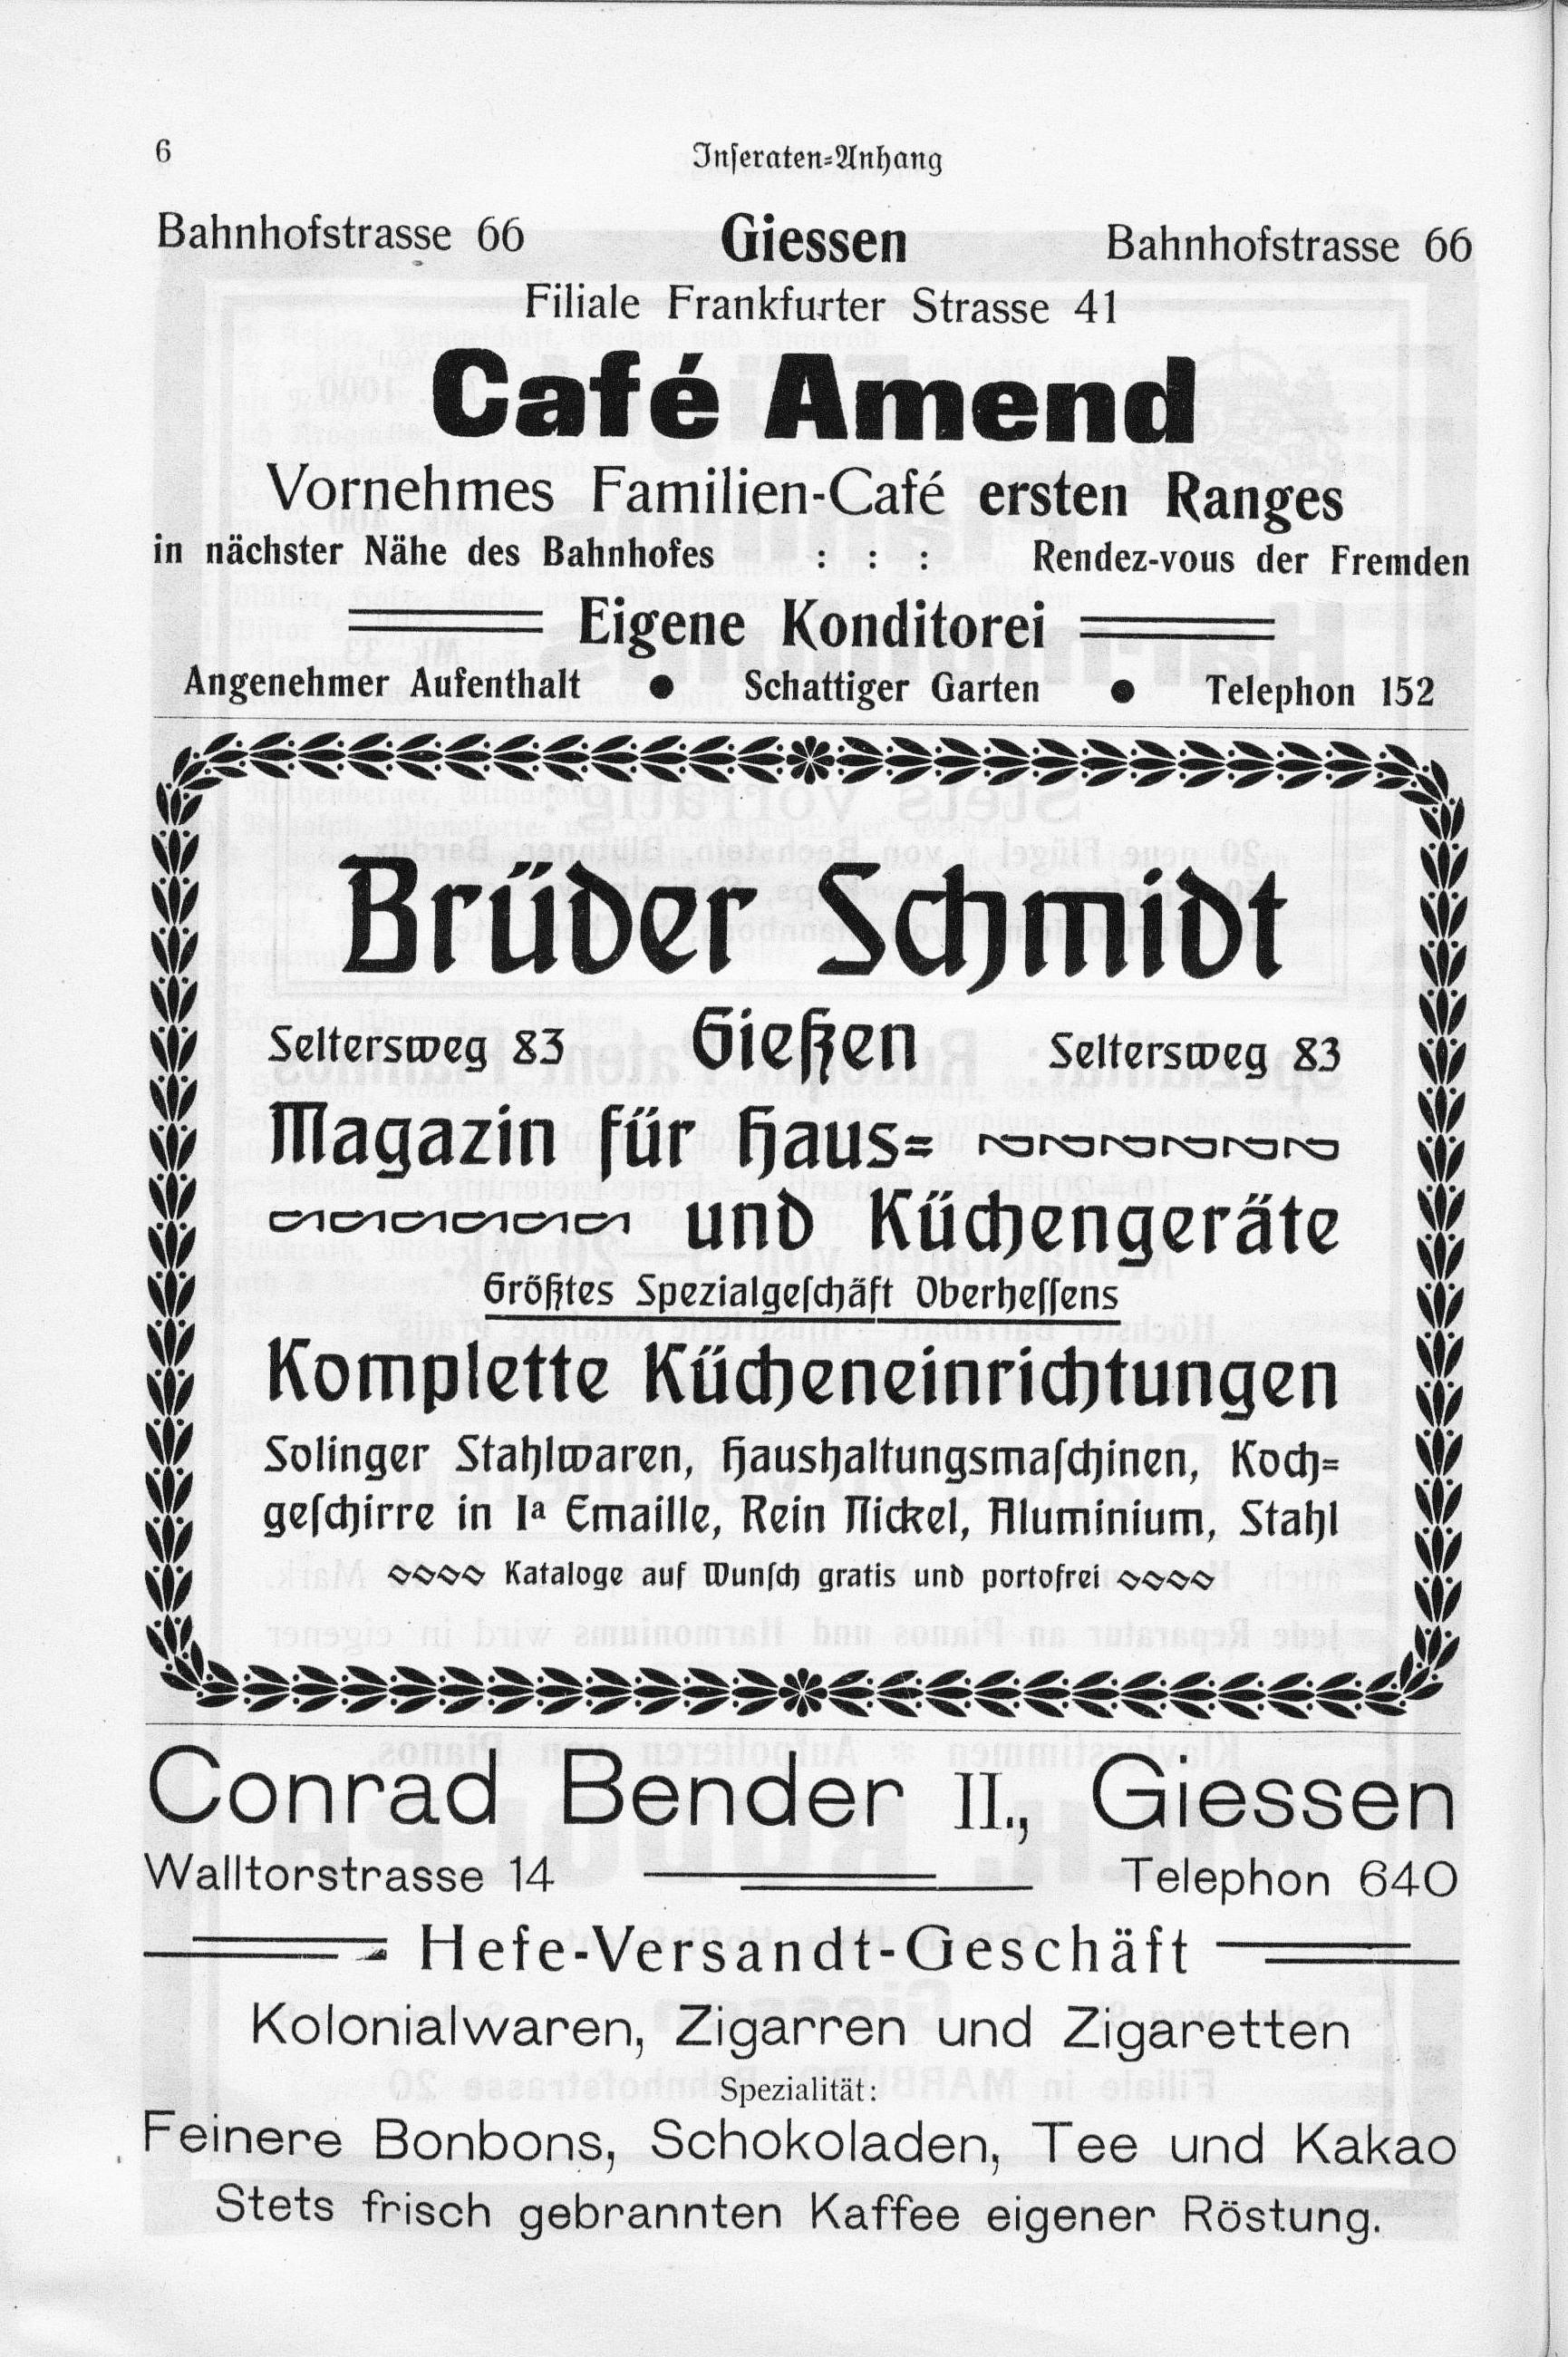 6
Inseraten=Anhang
Bahnhofstrasse 66 Giessen Bahnhofstrasse 66
Filiale Frankfurter Strasse 41
Café Amend
Vornehmes Familien-Café ersten Ranges
in nächster Nähe des Bahnhofes : : : Rendez-vous der Fremden
Eigene Konditorei
Angenehmer Aufenthalt ● Schattiger Garten ● Telephon 152
Brüder Schmidt
Seltersweg 83 Gießen Seltersweg 83
Magazin für Haus=
und Küchengeräte
Größtes Spezialgeſchäft Oberheſſens
Komplette Kücheneinrichtungen
Solinger Stahlwaren, Haushaltungsmaſchinen, Koch=
geſchirre in Iª Emaille, Rein Nickel, Aluminium, Stahl
Kataloge auf Wunſch gratis und portofrei
Conrad Bender II., Giessen
Walltorstrasse 14 Telephon 640
Hefe-Versandt-Geschäft
Kolonialwaren, Zigarren und Zigaretten
Spezialität:
Feinere Bonbons, Schokoladen, Tee und Kakao
Stets frisch gebrannten Kaffee eigener Röstung.